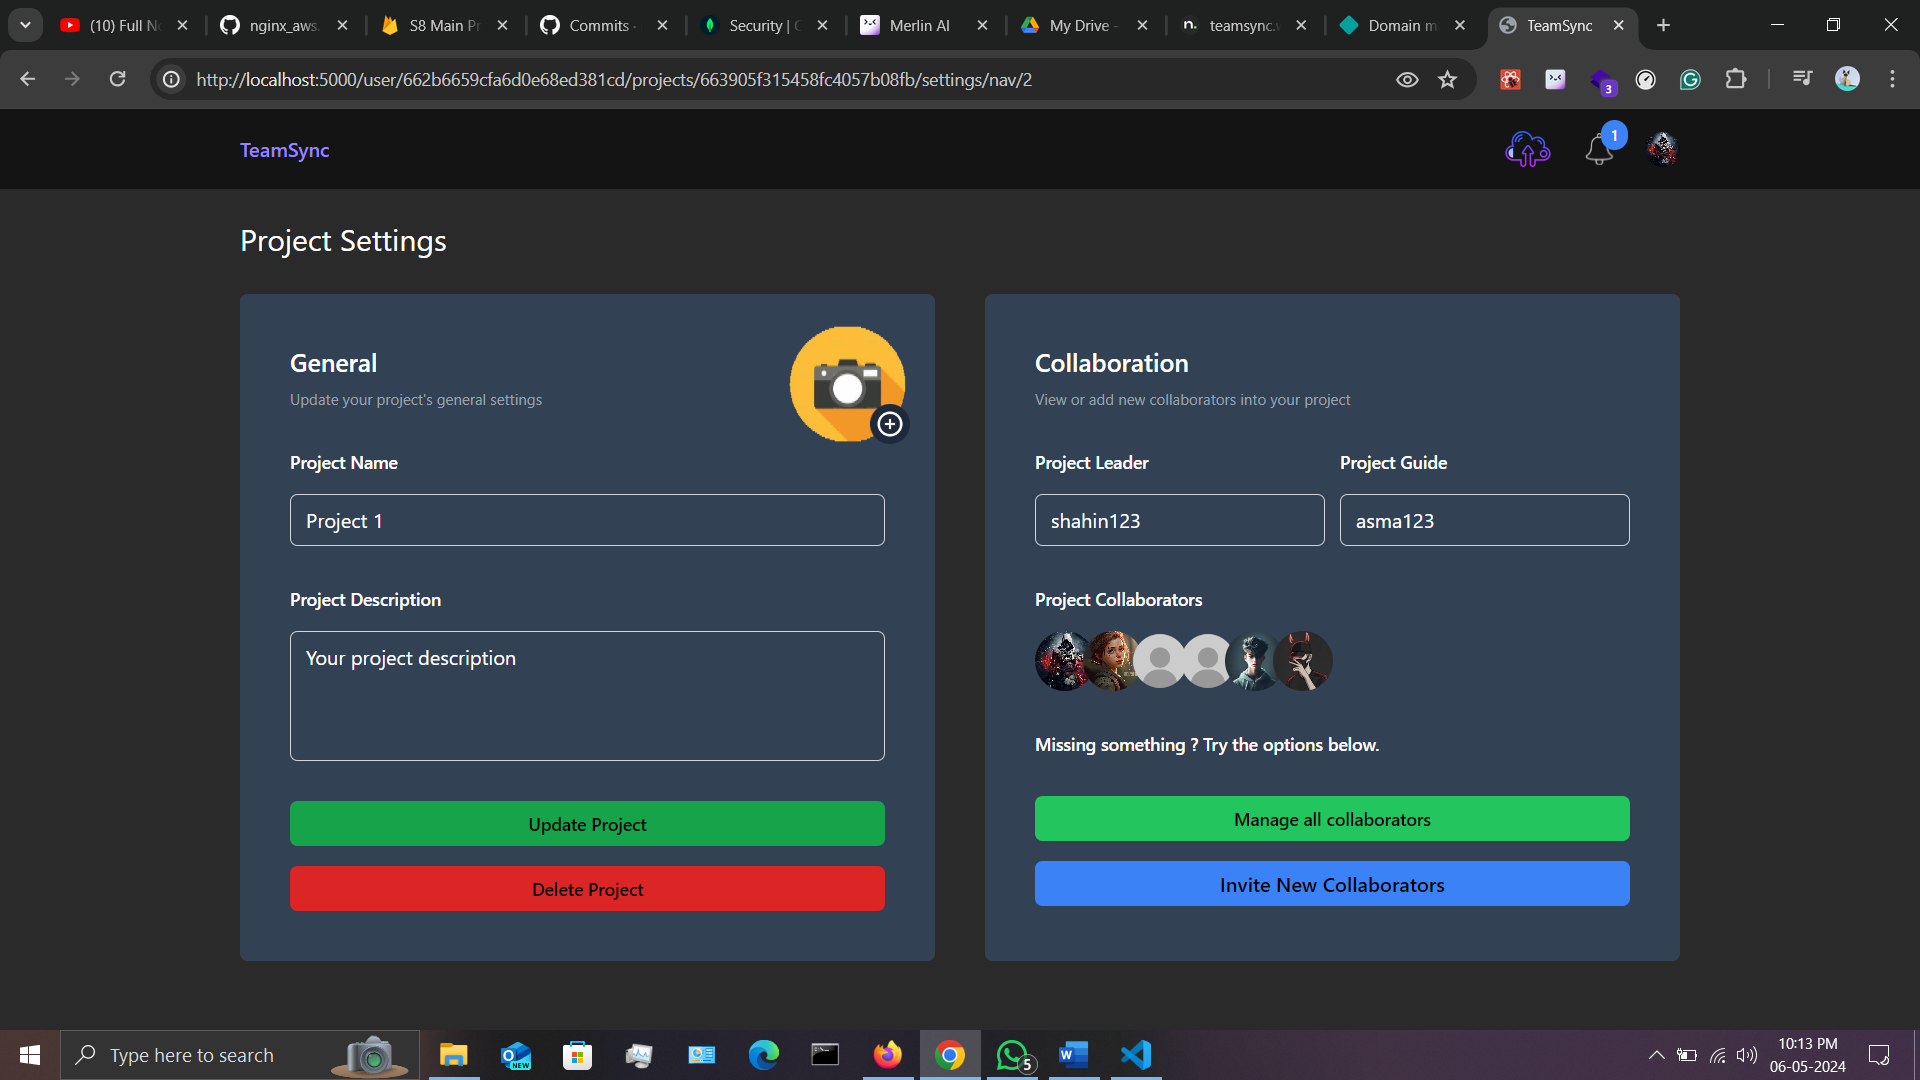 (10) Full N
nginx_aws
S8 Main Pr
Commits ·
Security | C
Merlin AI
My Drive -
teamsync.v
Domain m
TeamSync
http://localhost:5000/user/662b6659cfa6d0e68ed381cd/projects/663905f315458fc4057b08fb/settings/nav/2
3
TeamSync
1
Project Settings
General
Update your project's general settings
Project Name
Project 1
Project Description
Your project description
Update Project
Delete Project
Collaboration
View or add new collaborators into your project
Project Leader
Project Guide
shahin123
asma123
Project Collaborators
Missing something ? Try the options below.
Manage all collaborators
Invite New Collaborators
Type here to search
NEW
5
10:13 PM
06-05-2024